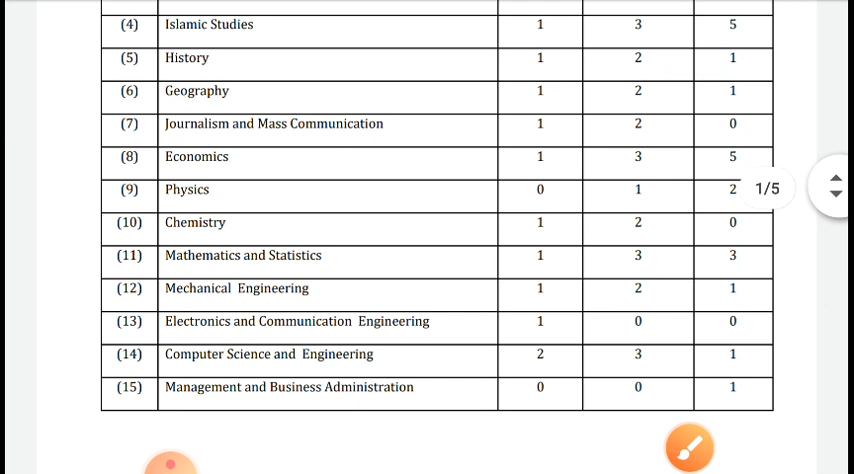 (4) Islamic Studies 1 3 5
(5) History 1 2 1
(6) Geography 1 2 1
(7) Journalism and Mass Communication 1 2 0
(8) Economics 1 3 5
(9) Physics 0 1 2 1/5
(10) Chemistry 1 2 0
(11) Mathematics and Statistics 1 3 3
(12) Mechanical Engineering 1 2 1
(13) Electronics and Communication Engineering 1 0 0
(14) Computer Science and Engineering 2 3 1
(15) Management and Business Administration 0 0 1